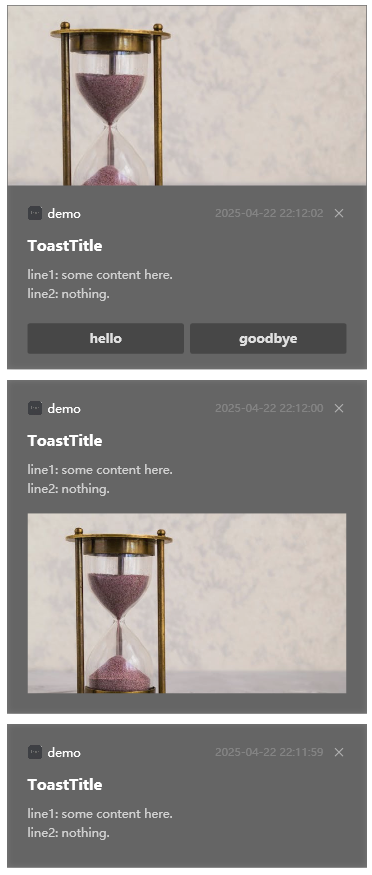 demo 2025-04-22 22:12:02
ToastTitle
line1: some content here.
line2: nothing.
hello goodbye
demo 2025-04-22 22:12:00
ToastTitle
line1: some content here.
line2: nothing.
demo 2025-04-22 22:11:59
ToastTitle
line1: some content here.
line2: nothing.